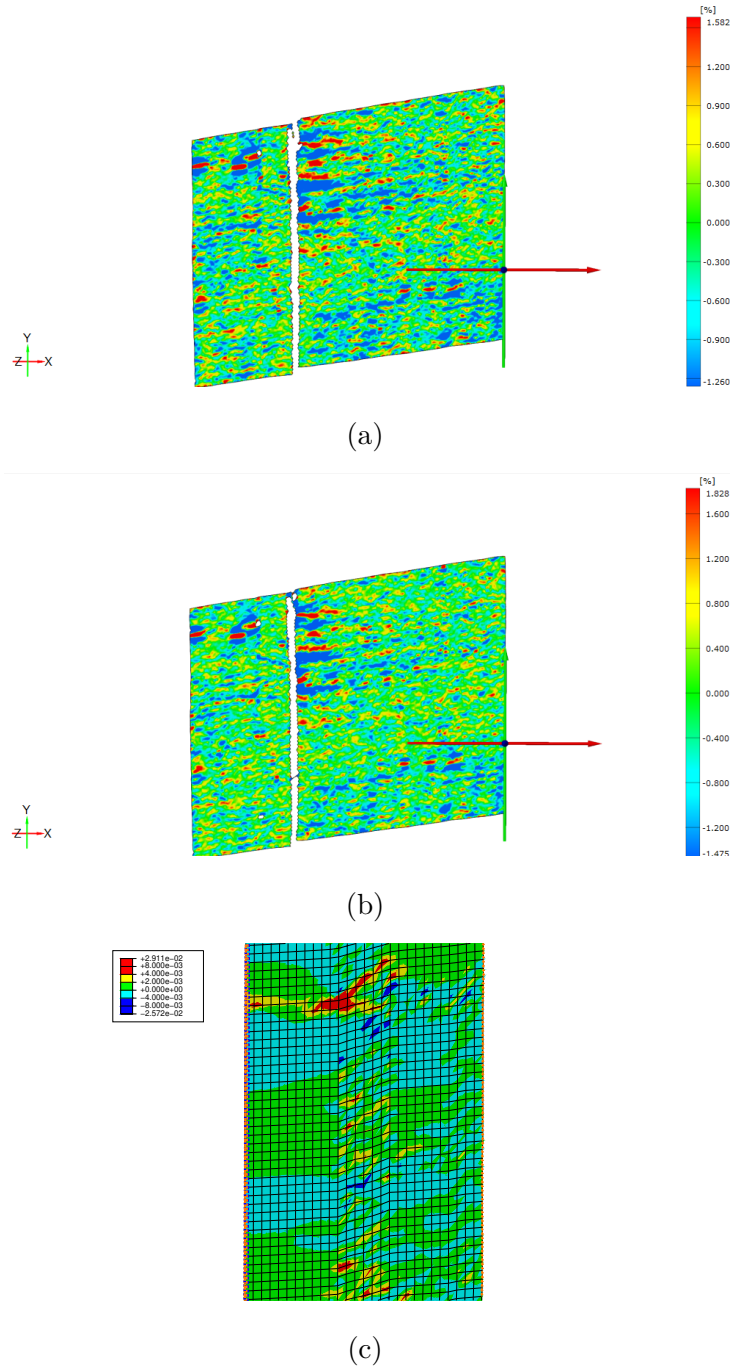 [%]
1.582
1.200
0.900
0.600
0.300
0.000
-0.300
-0.600
-0.900
-1.260
Y
Z X
(a)
[%]
1.828
1.600
1.200
0.800
0.400
0.000
-0.400
-0.800
-1.200
-1.475
Y
Z X
(b)
+2.911e-02
+8.000e-03
+4.000e-03
+2.000e-03
+0.000e+00
-4.000e-03
-8.000e-03
-2.572e-02
(c)